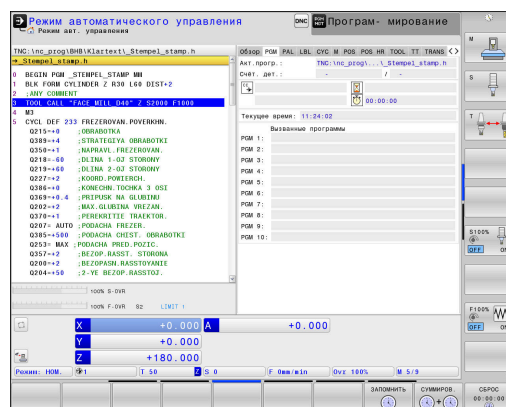 Режим автоматического управления
Режим авт. управления
DNC
Програм- мирование
TNC:\nc_prog\BHB\Klartext\_Stempel_stamp.h
→_Stempel_stamp.h
0 BEGIN PGM _STEMPEL_STAMP MM
1 BLK FORM CYLINDER Z R30 L60 DIST+2
2 ;ANY COMMENT
3 TOOL CALL "FACE_MILL_D40" Z S2000 F1000
4 M3
5 CYCL DEF 233 FREZEROVAN.POVERKHN.
Q215=+0 ;OBRABOTKA
Q389=+4 ;STRATEGIYA OBRABOTKI
Q350=+1 ;NAPRAVL.FREZEROVAN.
Q218=-60 ;DLINA 1-OJ STORONY
Q219=+60 ;DLINA 2-OJ STORONY
Q227=+2 ;KOORD.POWIERCH.
Q386=+0 ;KONECHN.TOCHKA 3 OSI
Q369=+0.4 ;PRIPUSK NA GLUBINU
Q202=+2 ;MAX.GLUBINA VREZAN.
Q370=+1 ;PEREKRITIE TRAEKTOR.
Q207= AUTO ;PODACHA FREZER.
Q385=+500 ;PODACHA CHIST. OBRABOTKI
Q253= MAX ;PODACHA PRED.POZIC.
Q357=+2 ;BEZOP.RASST. STORONA
Q200=+2 ;BEZOPASN.RASSTOYANIE
Q204=+50 ;2-YE BEZOP.RASSTOJ.
Обзор PGM PAL LBL CYC M POS POS HR TOOL TT TRANS
Акт.прогр.: TNC:\nc_prog\...\_Stempel_stamp.h
Счёт. дет.: - / -
00:00:00
Текущее время: 11:24:02
Вызванные программы
PGM 1:
PGM 2:
PGM 3:
PGM 4:
PGM 5:
PGM 6:
PGM 7:
PGM 8:
PGM 9:
PGM 10:
100% S-OVR
100% F-OVR S2 LIMIT 1
X +0.000 A +0.000
Y +0.000
Z +180.000
Режим: НОМ. 1 T 50 Z S 0 F 0mm/min Ovr 100% M 5/9
ЗАПОМНИТЬ
СУММИРОВ.
СБРОС
00:00:00
M
S
T
S100%
OFF
F100%
OFF